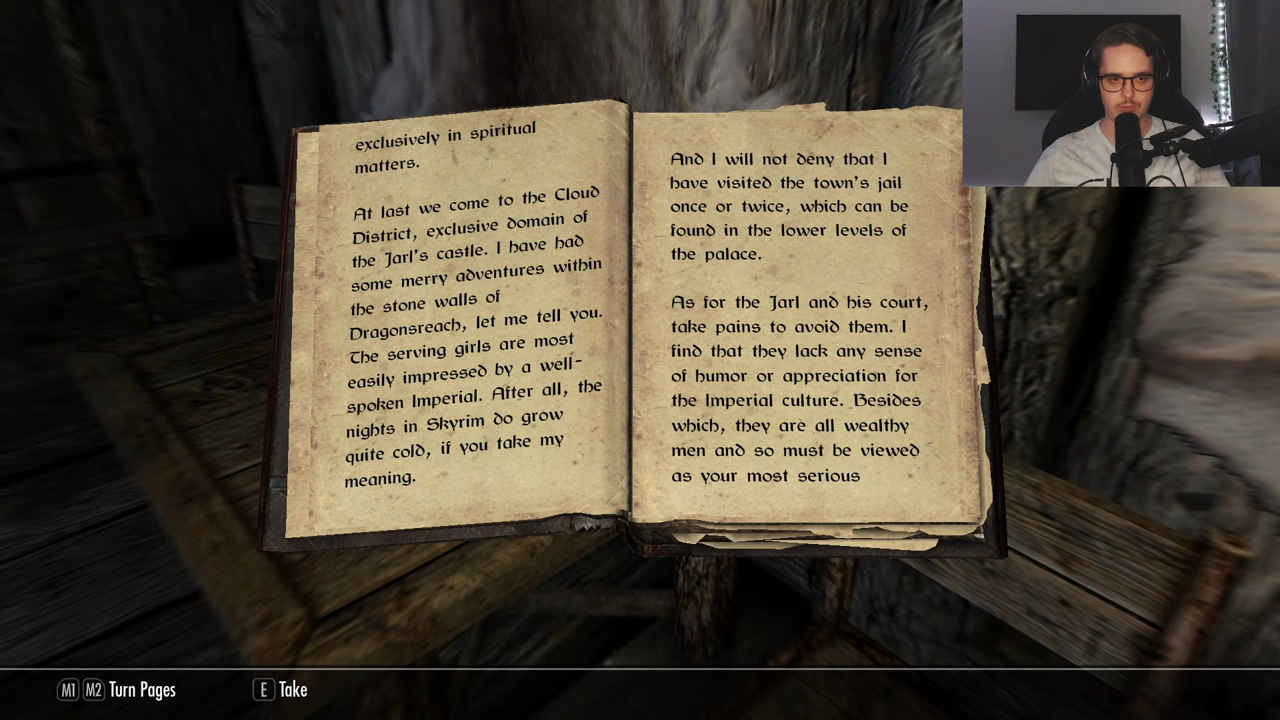 exclusively in spiritual
matters.
At last we come to the Cloud
District, exclusive domain of
the Jarl's castle. I have had
some merry adventures within
the stone walls of
Dragonsreach, let me tell you.
The serving girls are most
easily impressed by a well-
spoken Imperial. After all, the
nights in Skyrim do grow
quite cold, if you take my
meaning.
And I will not deny that I
have visited the town's jail
once or twice, which can be
found in the lower levels of
the palace.
As for the Jarl and his court,
take pains to avoid them. I
find that they lack any sense
of humor or appreciation for
the Imperial culture. Besides
which, they are all wealthy
men and so must be viewed
as your most serious
M1 M2 Turn Pages
E Take